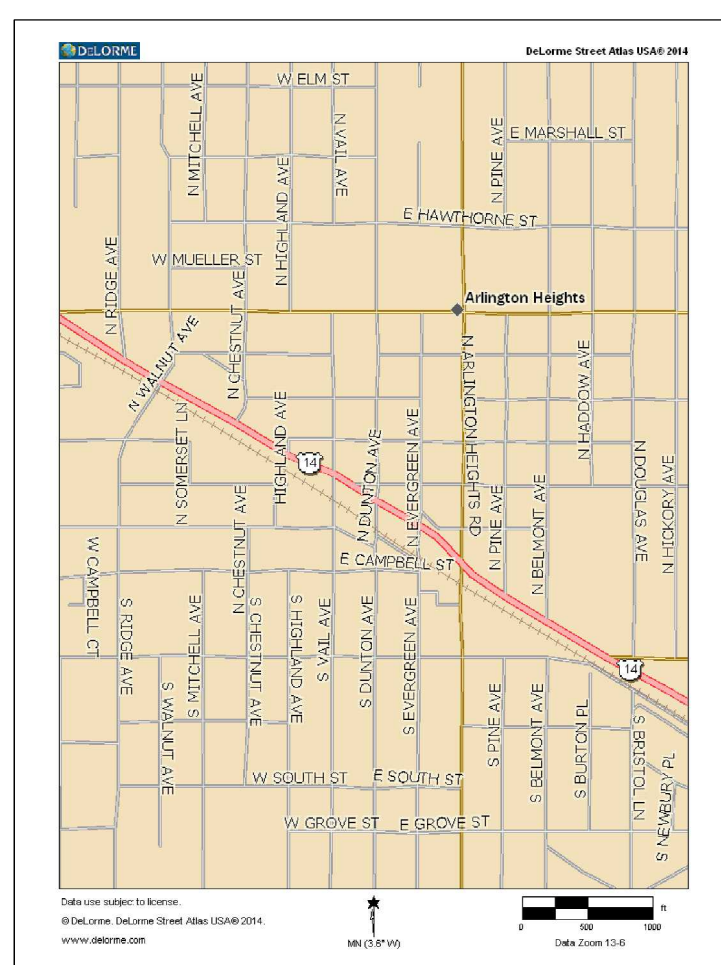 DELORME
DeLorme Street Atlas USA® 2014
W ELM ST
N MITCHELL AVE
N VAIL AVE
N PINE AVE
E MARSHALL ST
N HIGHLAND AVE
E HAWTHORNE ST
N RIDGE AVE
W MUELLER ST
N CHESTNUT AVE
Arlington Heights
N WALNUT AVE
N ARLINGTON HEIGHTS RD
N HADDOW AVE
HIGHLAND AVE
N SOMERSET LN
14
N DUNTON AVE
N EVERGREEN AVE
N PINE AVE
N BELMONT AVE
N DOUGLAS AVE
N HICKORY AVE
N CHESTNUT AVE
E CAMPBELL ST
W CAMPBELL CT
S RIDGE AVE
S WALNUT AVE
S MITCHELL AVE
S CHESTNUT AVE
S HIGHLAND AVE
S VAIL AVE
S DUNTON AVE
S EVERGREEN AVE
14
S PINE AVE
S BELMONT AVE
S BURTON PL
S BRISTOL LN
S NEWBURY PL
W SOUTH ST
E SOUTH ST
W GROVE ST
E GROVE ST
Data use subject to license.
© DeLorme. DeLorme Street Atlas USA® 2014.
www.delorme.com
MN (3.6° W)
ft
0 500 1000
Data Zoom 13-6